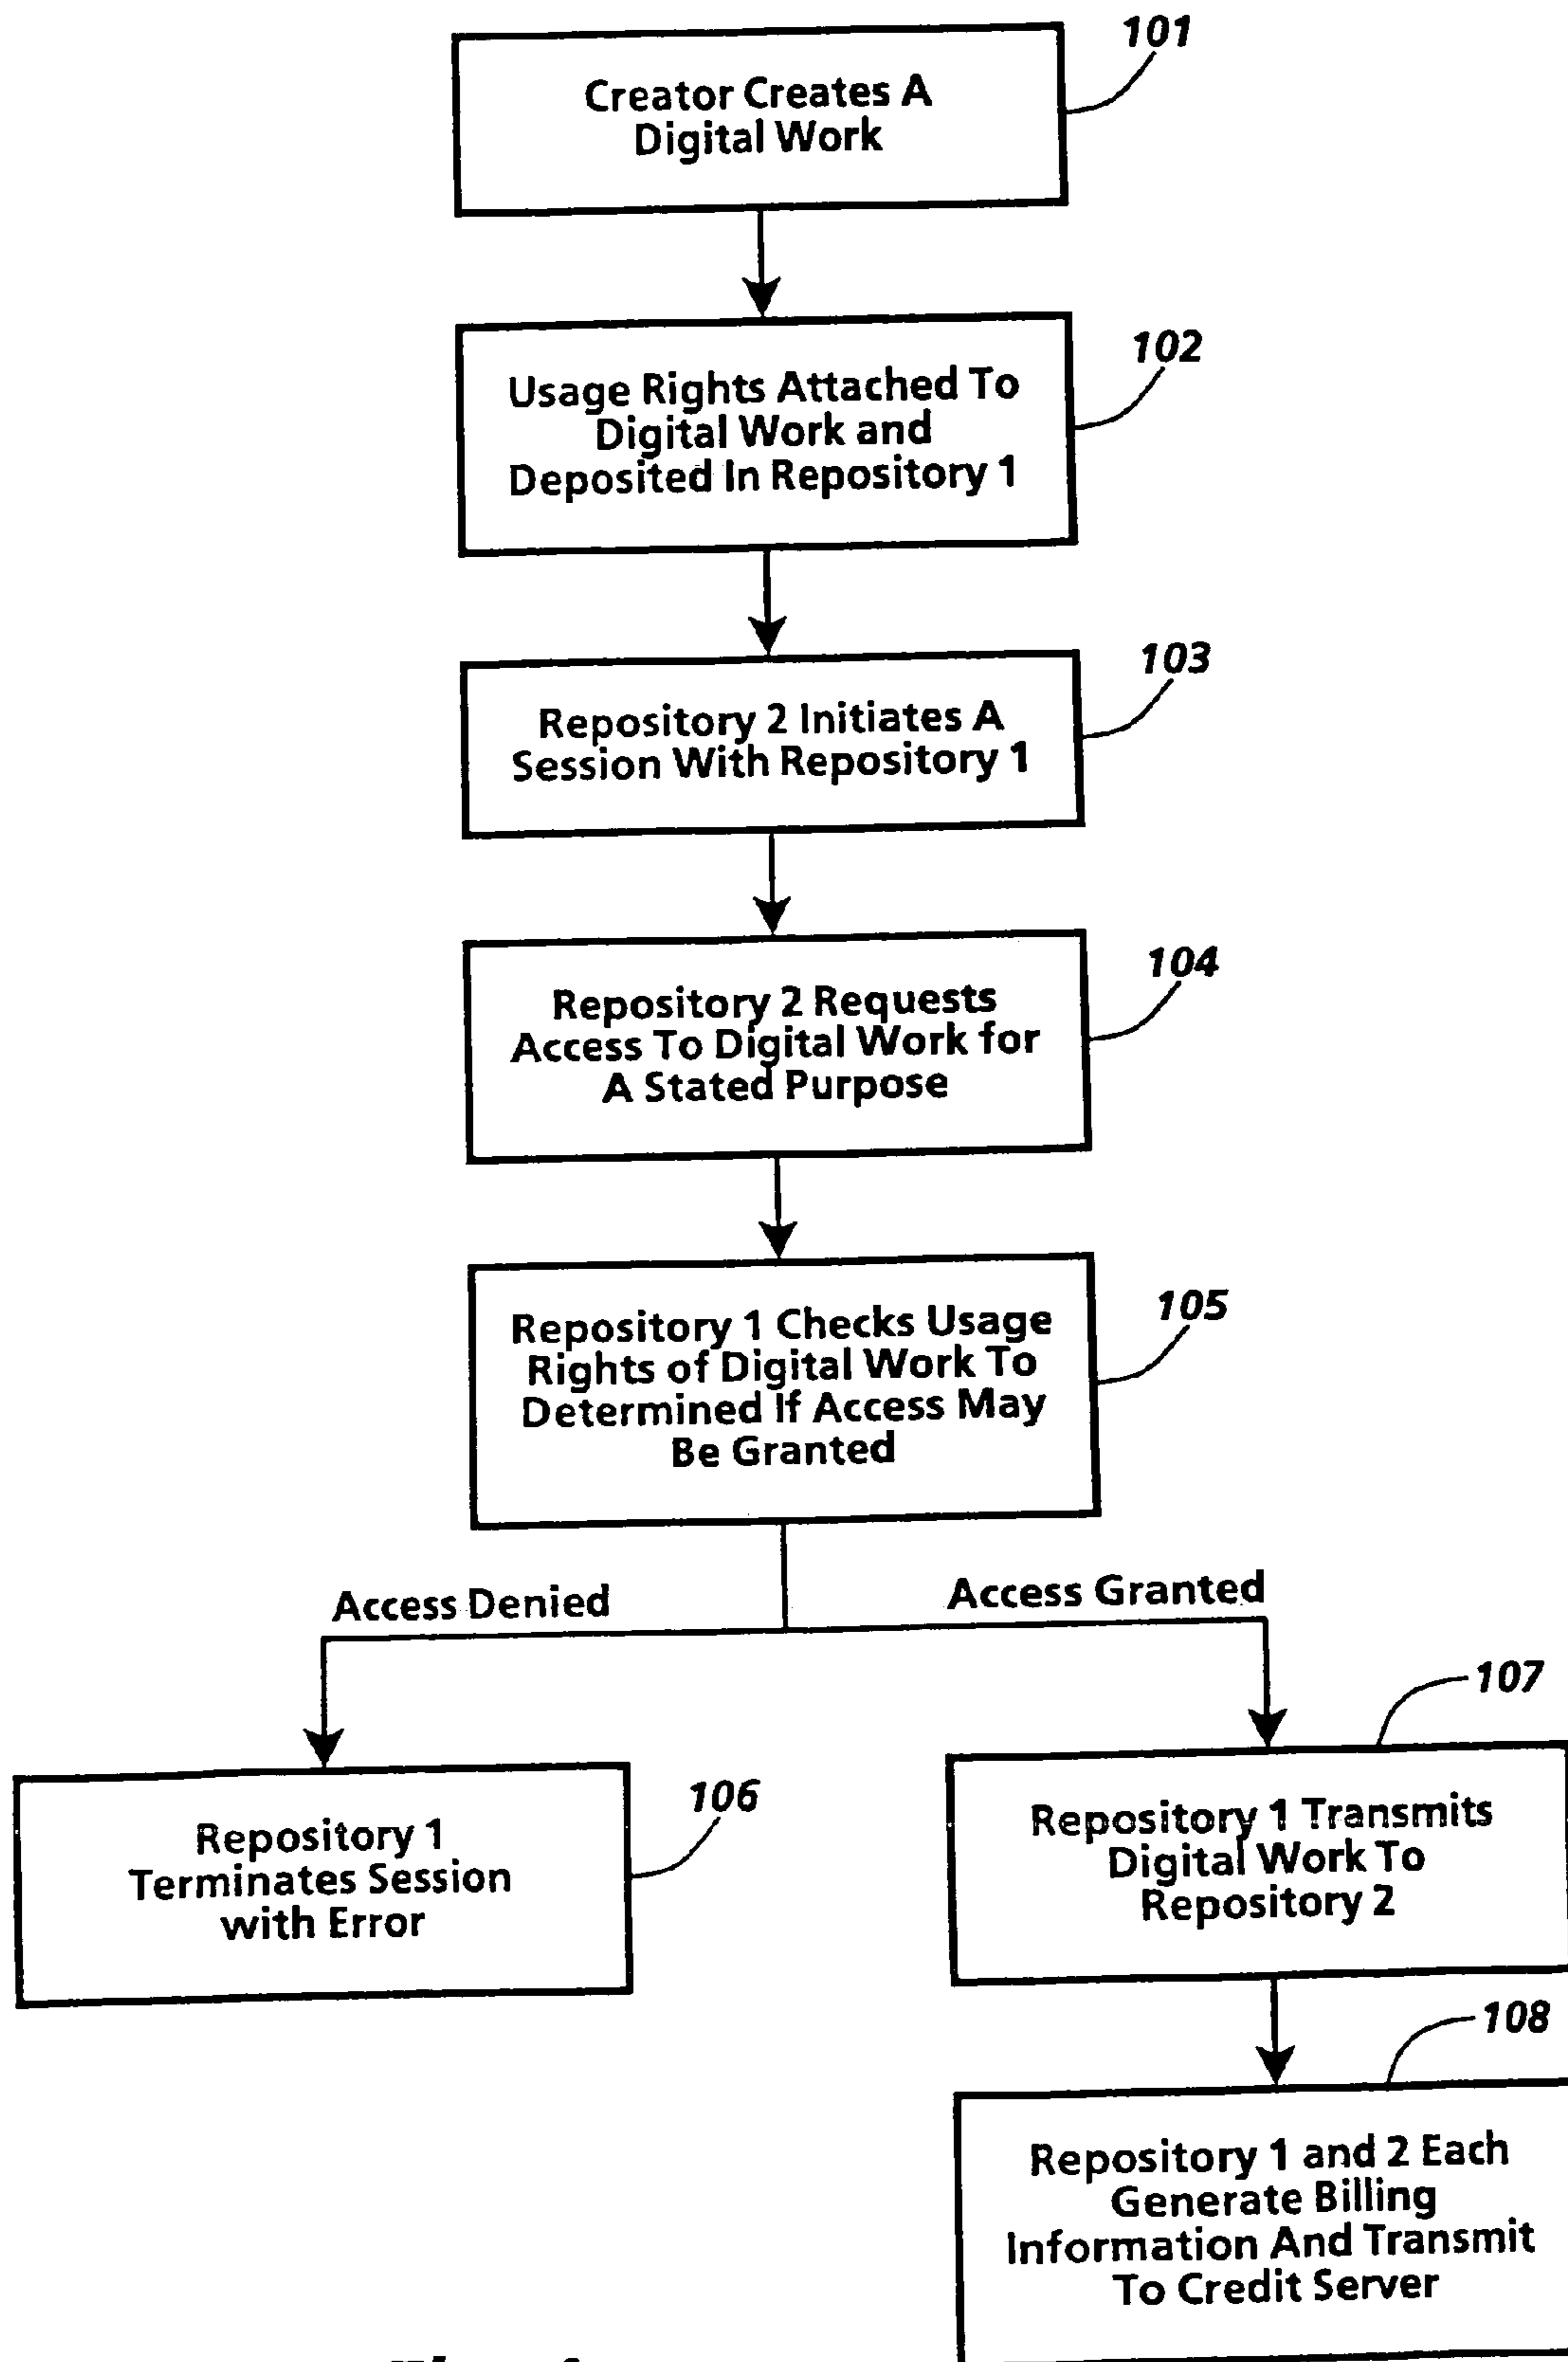 101
Creator Creates A
Digital Work
102
Usage Rights Attached To
Digital Work and
Deposited In Repository 1
103
Repository 2 Initiates A
Session With Repository 1
104
Repository 2 Requests
Access To Digital Work for
A Stated Purpose
105
Repository 1 Checks Usage
Rights of Digital Work To
Determined If Access May
Be Granted
Access Denied
Access Granted
106
Repository 1
Terminates Session
with Error
107
Repository 1 Transmits
Digital Work To
Repository 2
108
Repository 1 and 2 Each
Generate Billing
Information And Transmit
To Credit Server